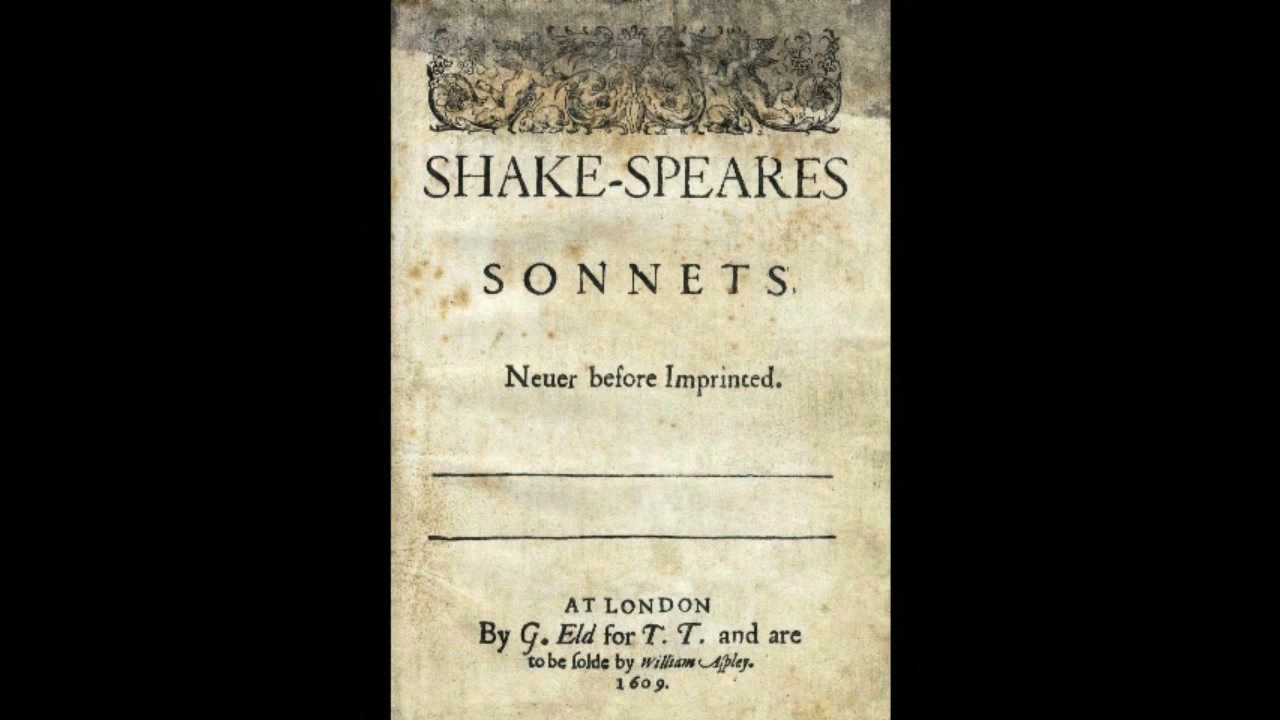 SHAKE-SPEARES
SONNETS.
Neuer before Imprinted.
AT LONDON
By G. Eld for T. T. and are
to be ſolde by William Aſpley.
1609.